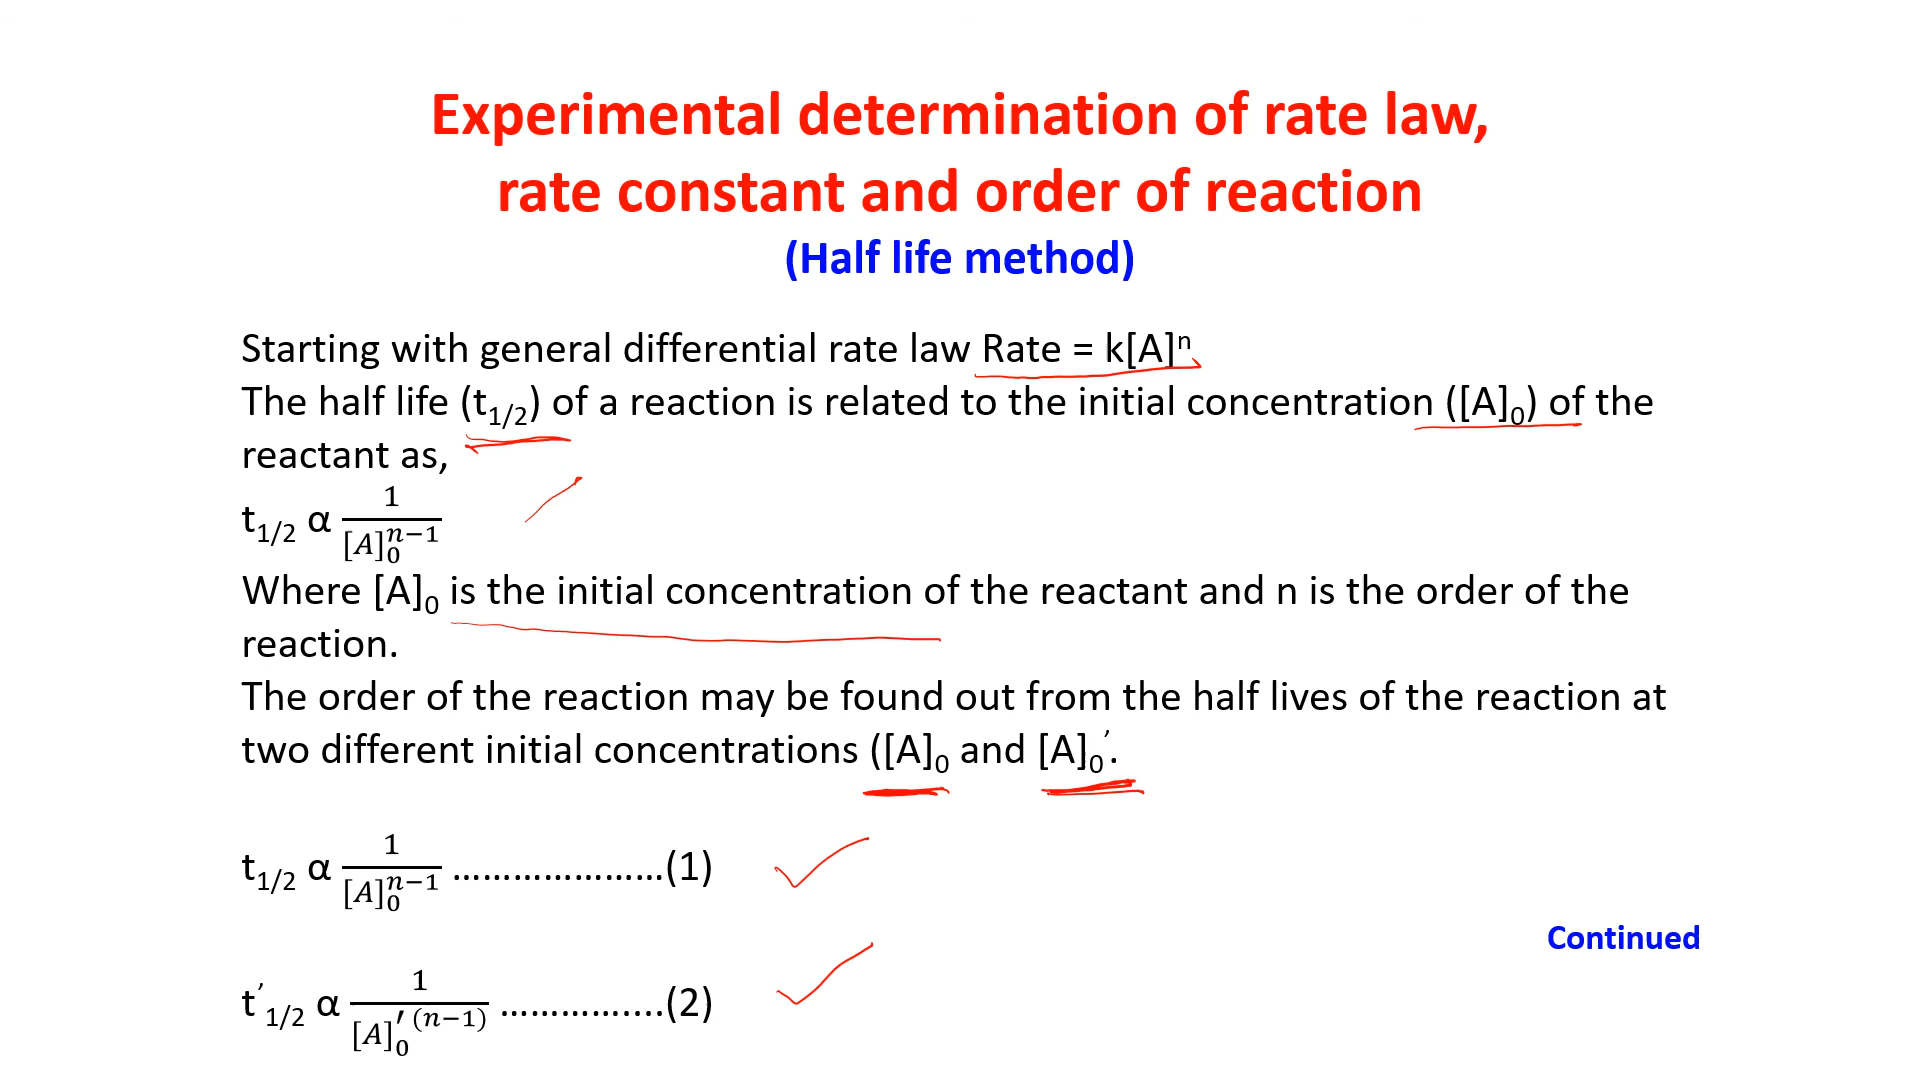 Experimental determination of rate law,
rate constant and order of reaction
(Half life method)
Starting with general differential rate law Rate = k[A]ⁿ
The half life (t₁/₂) of a reaction is related to the initial concentration ([A]₀) of the
reactant as,
t₁/₂ α 1/[A]₀ⁿ⁻¹
Where [A]₀ is the initial concentration of the reactant and n is the order of the
reaction.
The order of the reaction may be found out from the half lives of the reaction at
two different initial concentrations ([A]₀ and [A]₀’.
t₁/₂ α 1/[A]₀ⁿ⁻¹ …………………(1)
Continued
t’₁/₂ α 1/[A]₀′⁽ⁿ⁻¹⁾ …………....(2)